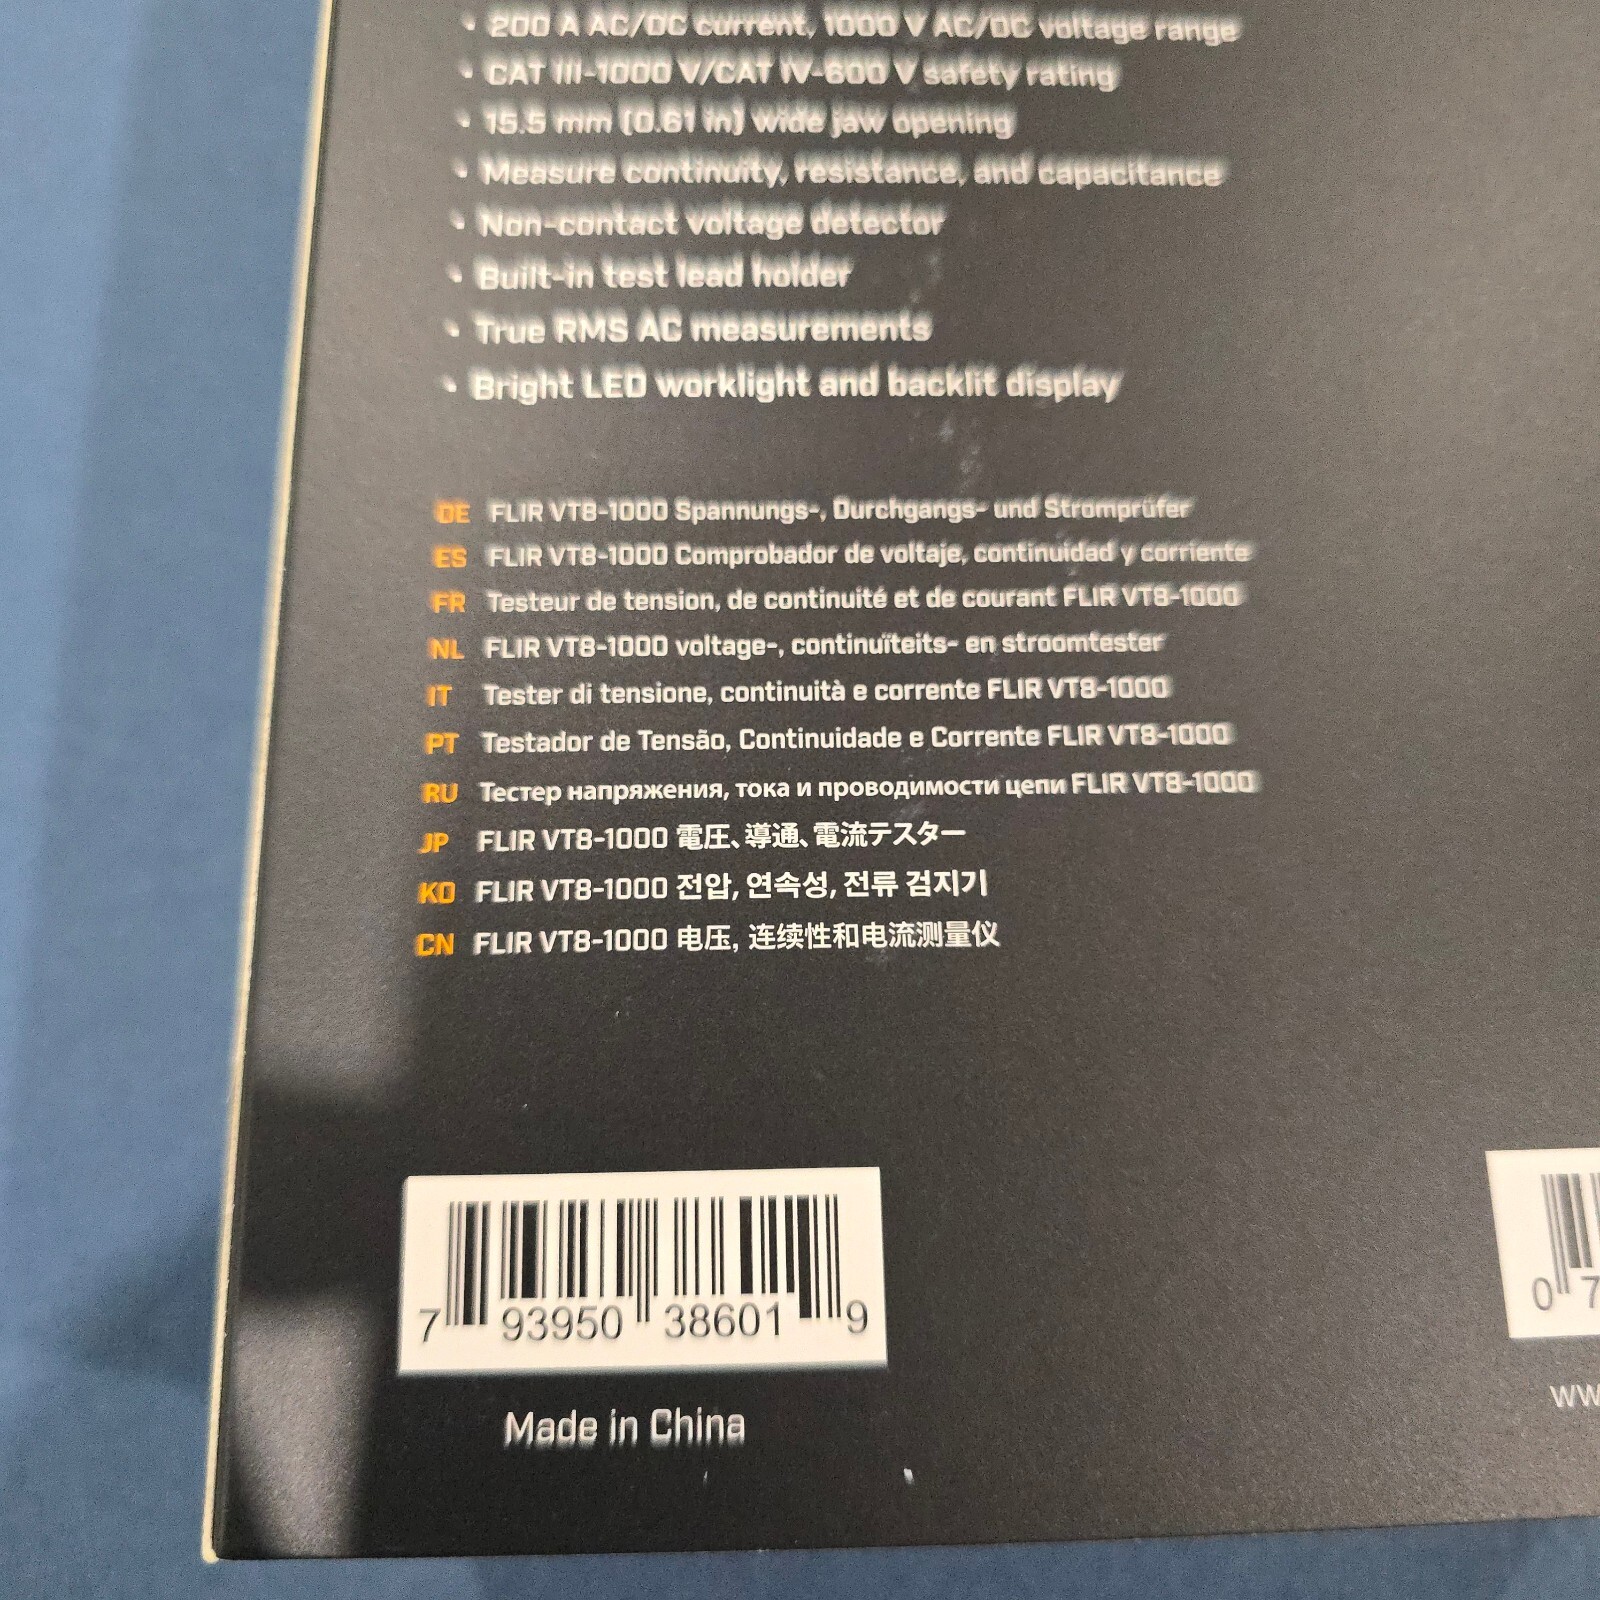 • 200 A AC/DC current, 1000 V AC/DC voltage range
• CAT III-1000 V/CAT IV-600 V safety rating
• 15.5 mm (0.61 in) wide jaw opening
• Measure continuity, resistance, and capacitance
• Non-contact voltage detector
• Built-in test lead holder
• True RMS AC measurements
• Bright LED worklight and backlit display
DE FLIR VT8-1000 Spannungs-, Durchgangs- und Stromprüfer
ES FLIR VT8-1000 Comprobador de voltaje, continuidad y corriente
FR Testeur de tension, de continuité et de courant FLIR VT8-1000
NL FLIR VT8-1000 voltage-, continuïteits- en stroomtester
IT Tester di tensione, continuità e corrente FLIR VT8-1000
PT Testador de Tensão, Continuidade e Corrente FLIR VT8-1000
RU Тестер напряжения, тока и проводимости цепи FLIR VT8-1000
JP FLIR VT8-1000 電圧、導通、電流テスター
KO FLIR VT8-1000 전압, 연속성, 전류 검지기
CN FLIR VT8-1000 电压, 连续性和电流测量仪
7 93950 38601 9
0 7
Made in China
ww